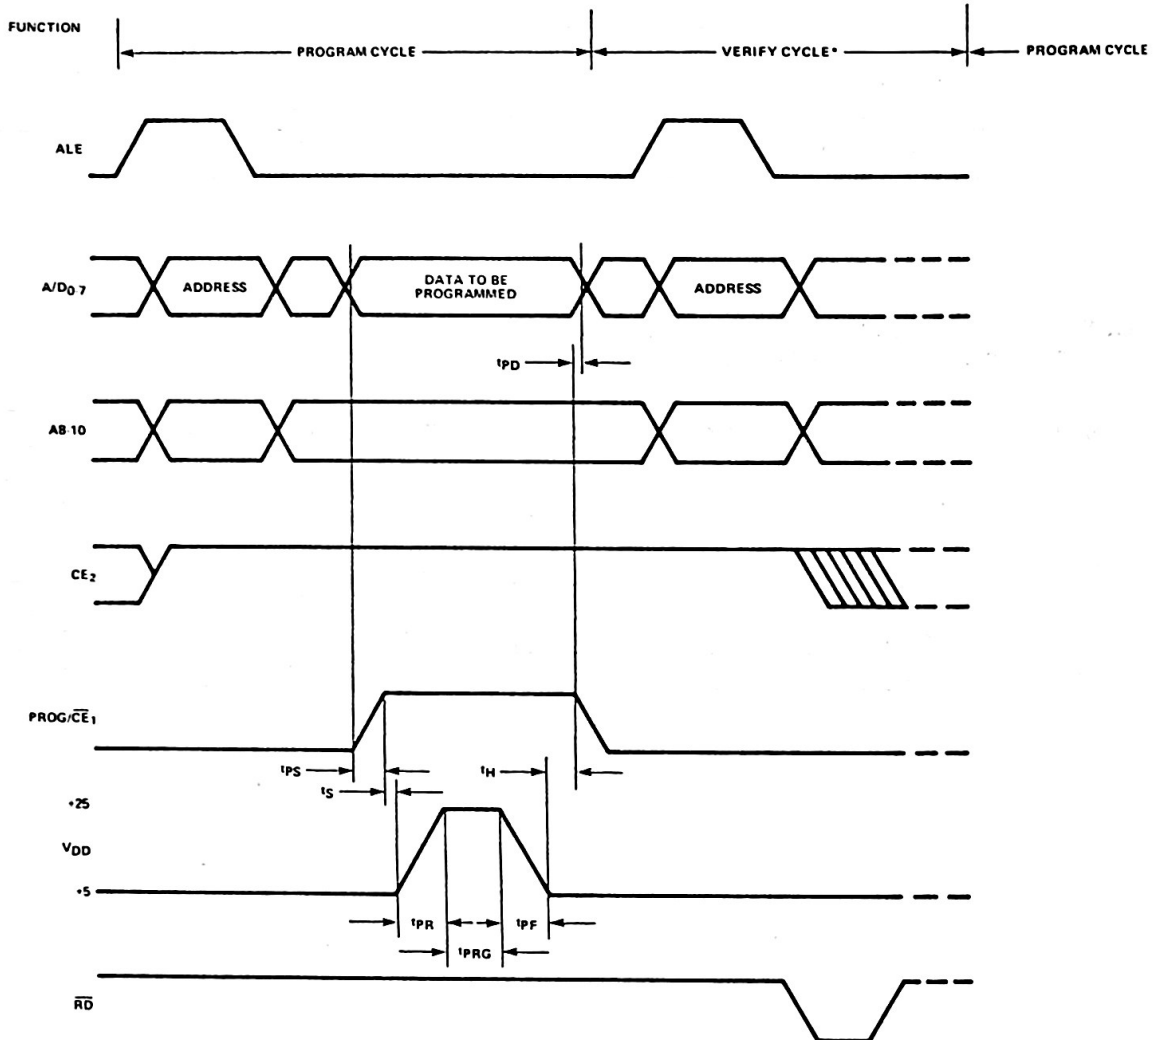 FUNCTION
PROGRAM CYCLE
VERIFY CYCLE*
PROGRAM CYCLE
ALE
A/D0-7
ADDRESS
DATA TO BE
PROGRAMMED
ADDRESS
tPD
A8-10
CE2
PROG/CE1
tPS
tH
tS
+25
VDD
+5
tPR
tPF
tPRG
RD